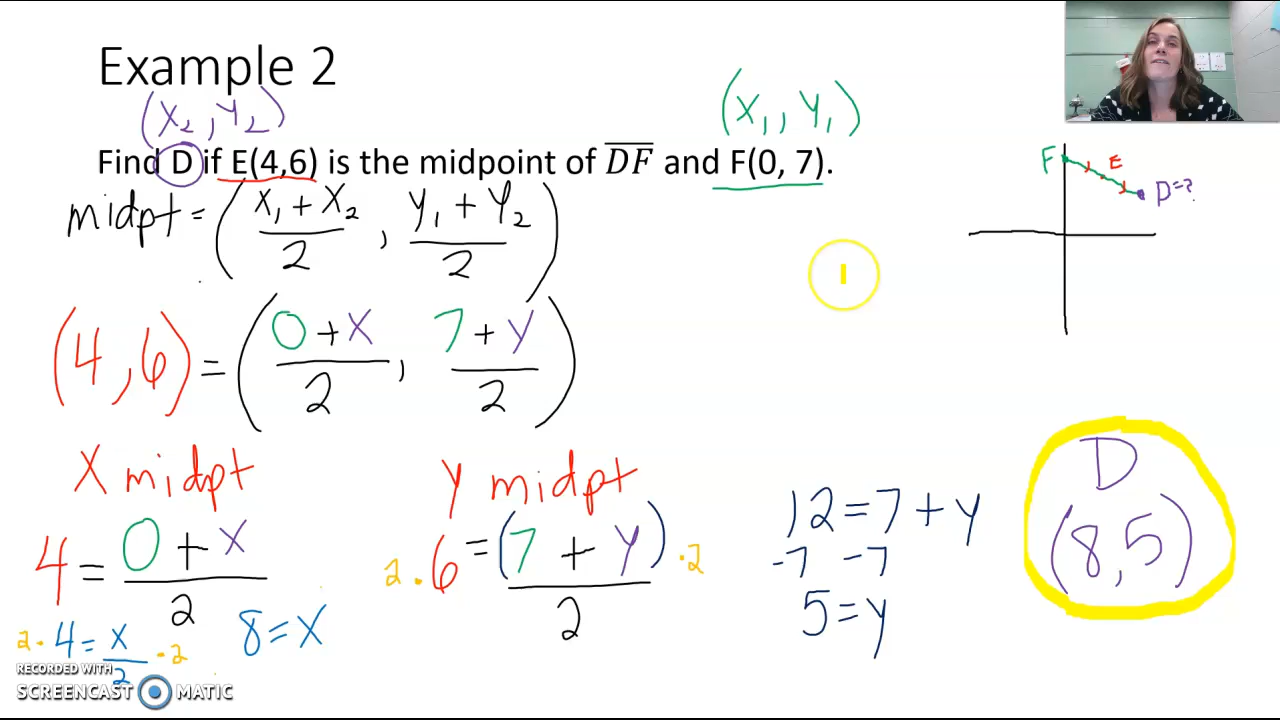 Example 2
(X₂, Y₂)
(X₁, Y₁)
Find D if E(4,6) is the midpoint of D̅F̅ and F(0, 7).
F E D=?
midpt = (X₁ + X₂ / 2, Y₁ + Y₂ / 2)
(4, 6) = (0 + X / 2, 7 + Y / 2)
X midpt
Y midpt
4 = 0 + X / 2
2 · 6 = (7 + Y) / 2 · 2
2 · 4 = X / 2 · 2
8 = X
12 = 7 + Y
-7 -7
5 = Y
D
(8, 5)
RECORDED WITH
SCREENCAST MATIC